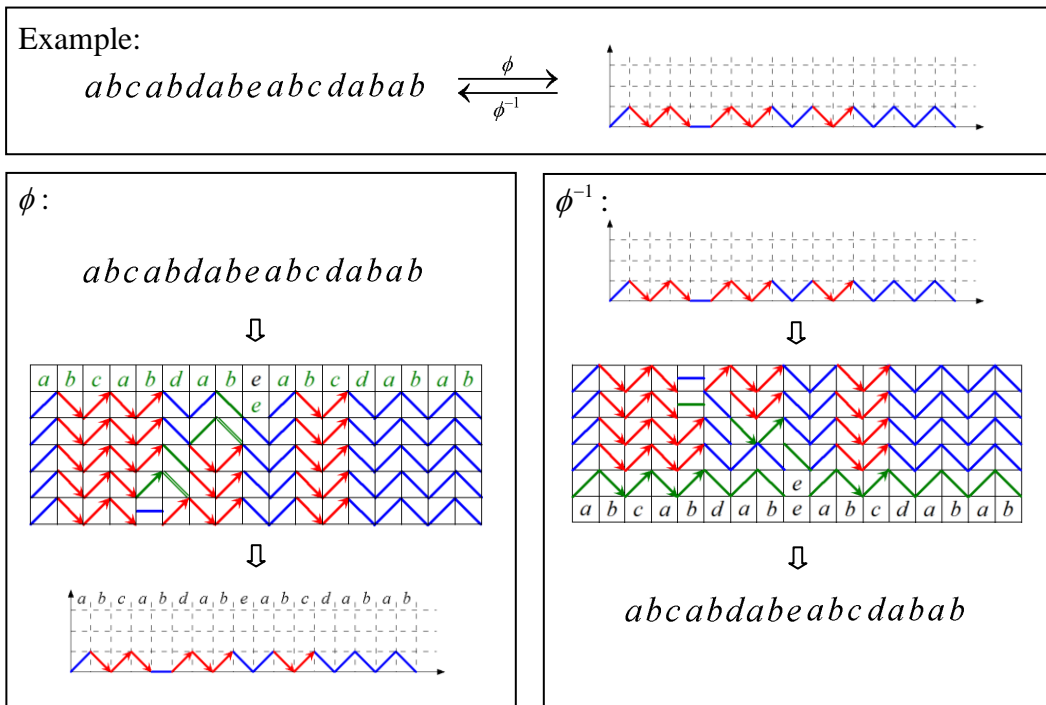 Example:
abcabdabeabcdabab
ϕ
ϕ⁻¹
ϕ :
abcabdabeabcdabab
a b c a b d a b e a b c d a b a b
e
a b c a b d a b e a b c d a b a b
ϕ⁻¹ :
e
a b c a b d a b e a b c d a b a b
abcabdabeabcdabab